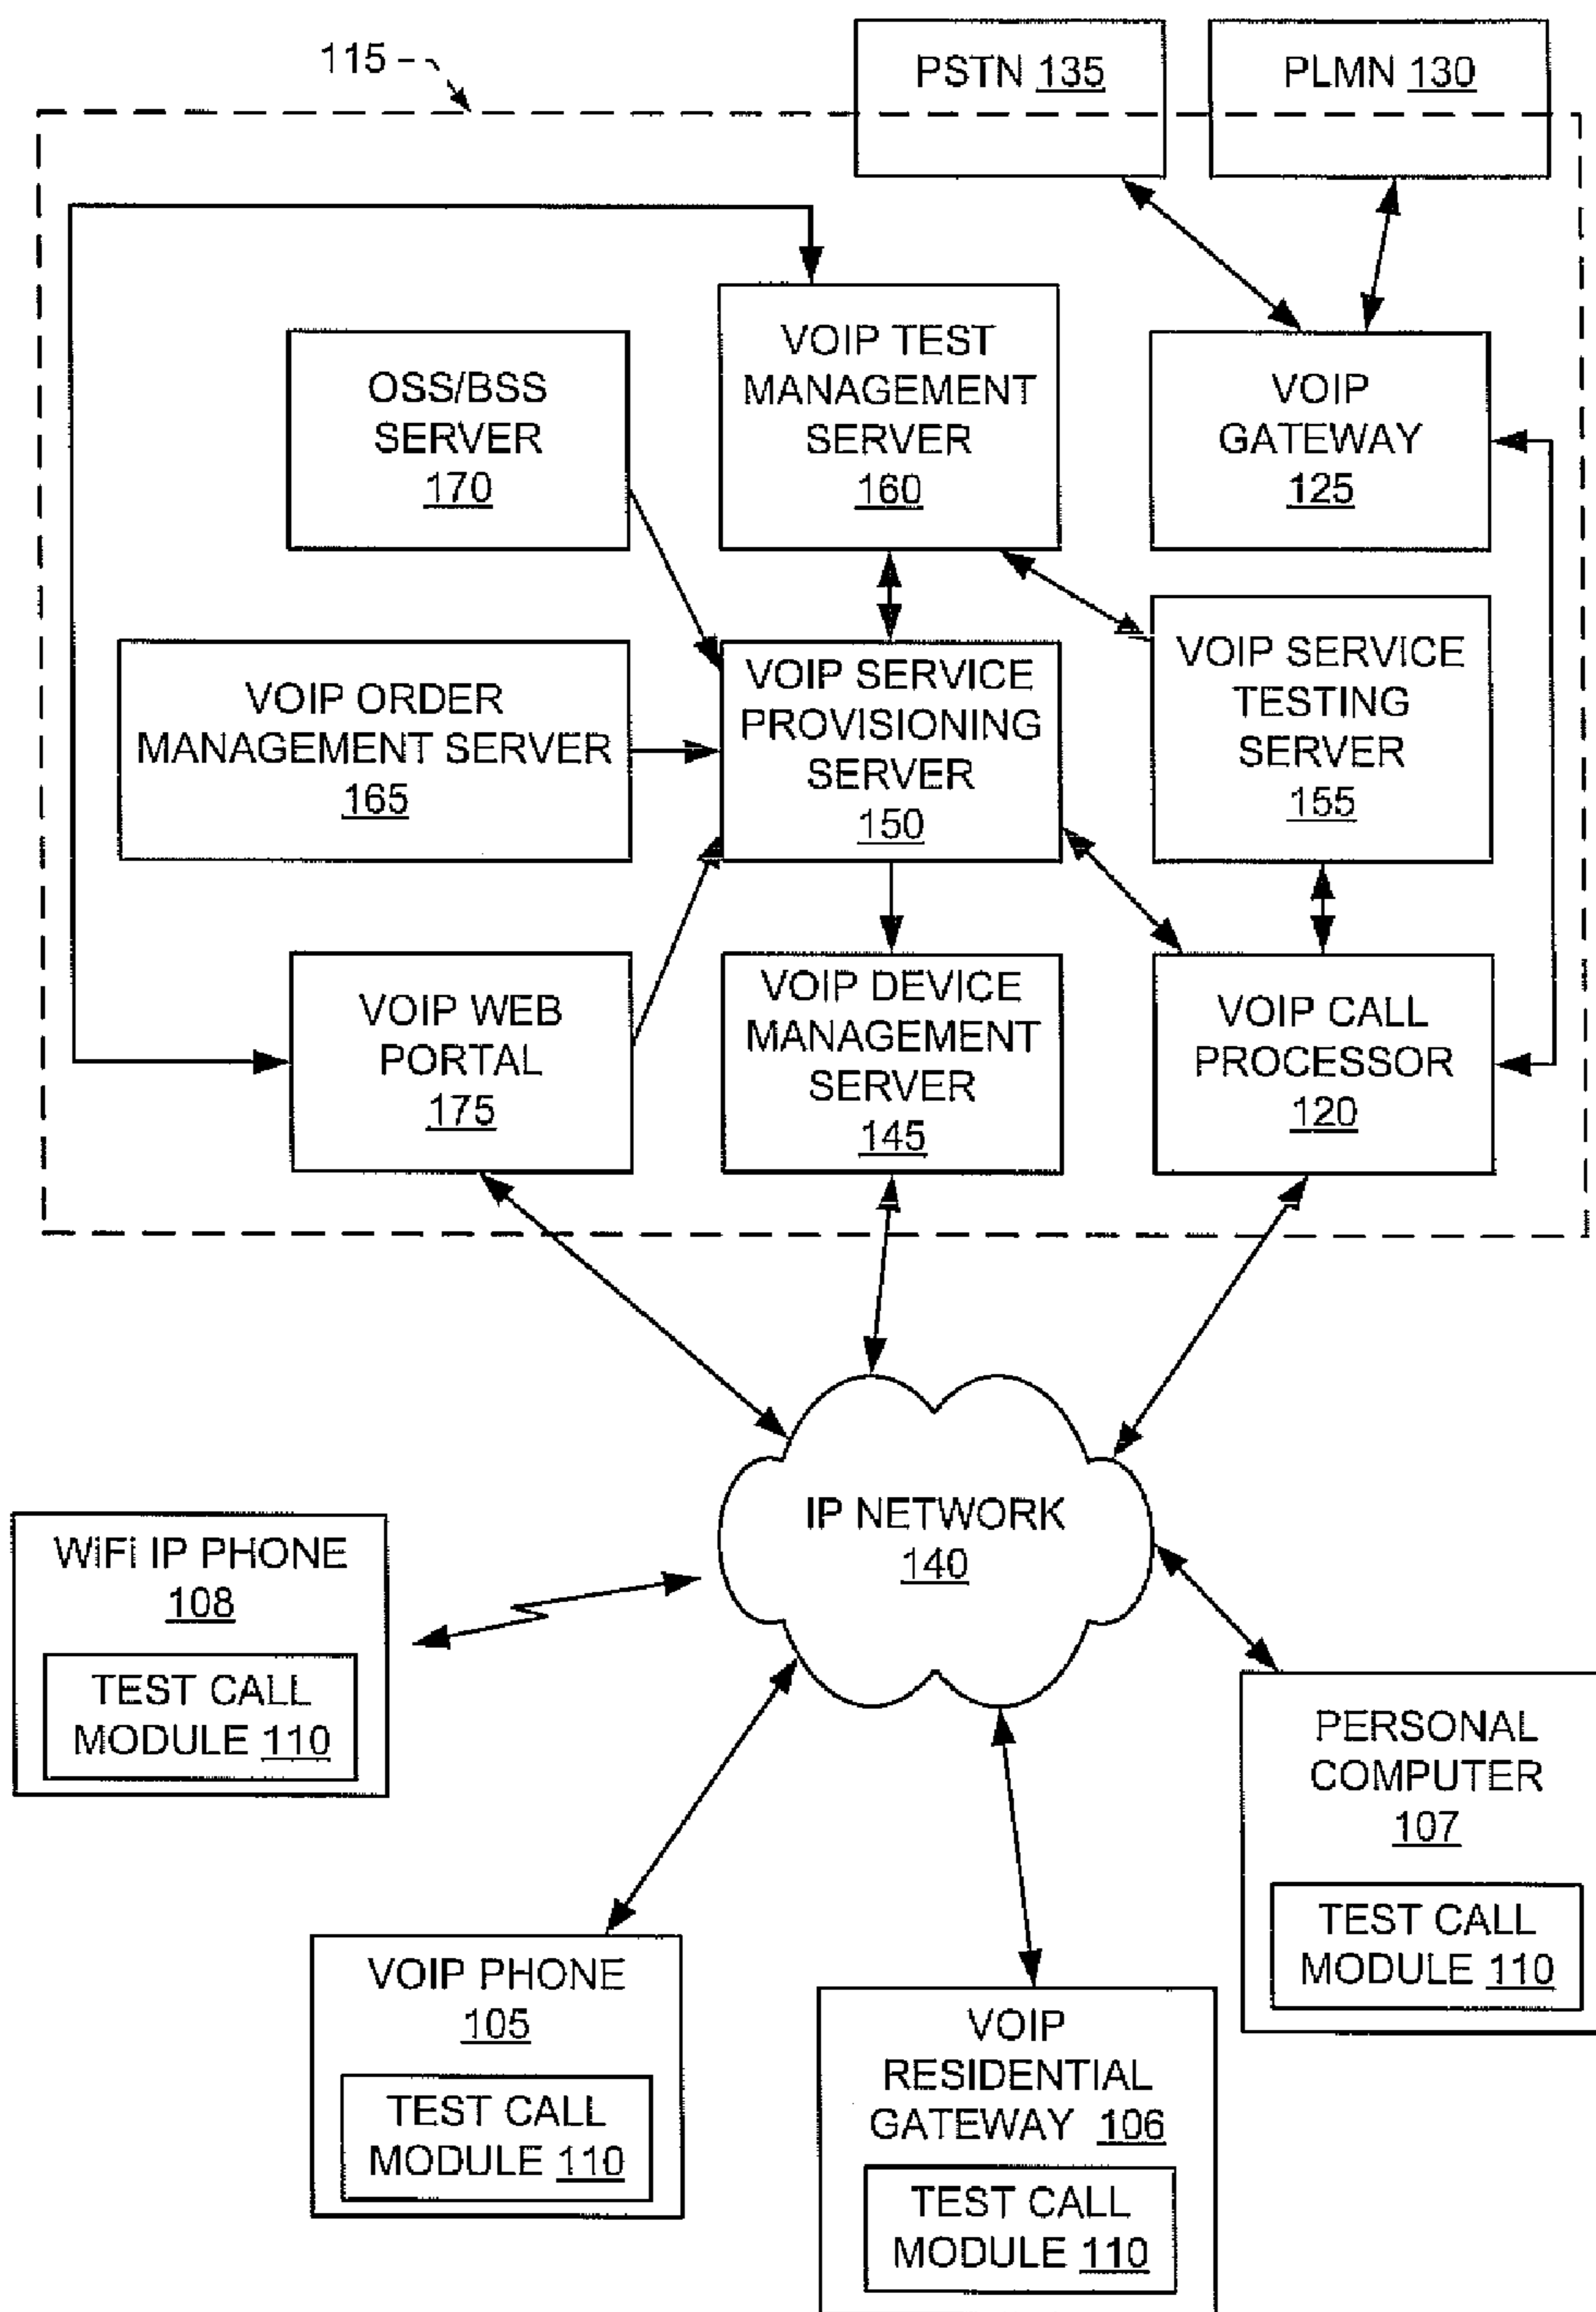 115
PSTN 135
PLMN 130
OSS/BSS
SERVER
170
VOIP TEST
MANAGEMENT
SERVER
160
VOIP
GATEWAY
125
VOIP ORDER
MANAGEMENT SERVER
165
VOIP SERVICE
PROVISIONING
SERVER
150
VOIP SERVICE
TESTING
SERVER
155
VOIP WEB
PORTAL
175
VOIP DEVICE
MANAGEMENT
SERVER
145
VOIP CALL
PROCESSOR
120
IP NETWORK
140
WiFi IP PHONE
108
TEST CALL
MODULE 110
PERSONAL
COMPUTER
107
TEST CALL
MODULE 110
VOIP PHONE
105
TEST CALL
MODULE 110
VOIP
RESIDENTIAL
GATEWAY 106
TEST CALL
MODULE 110